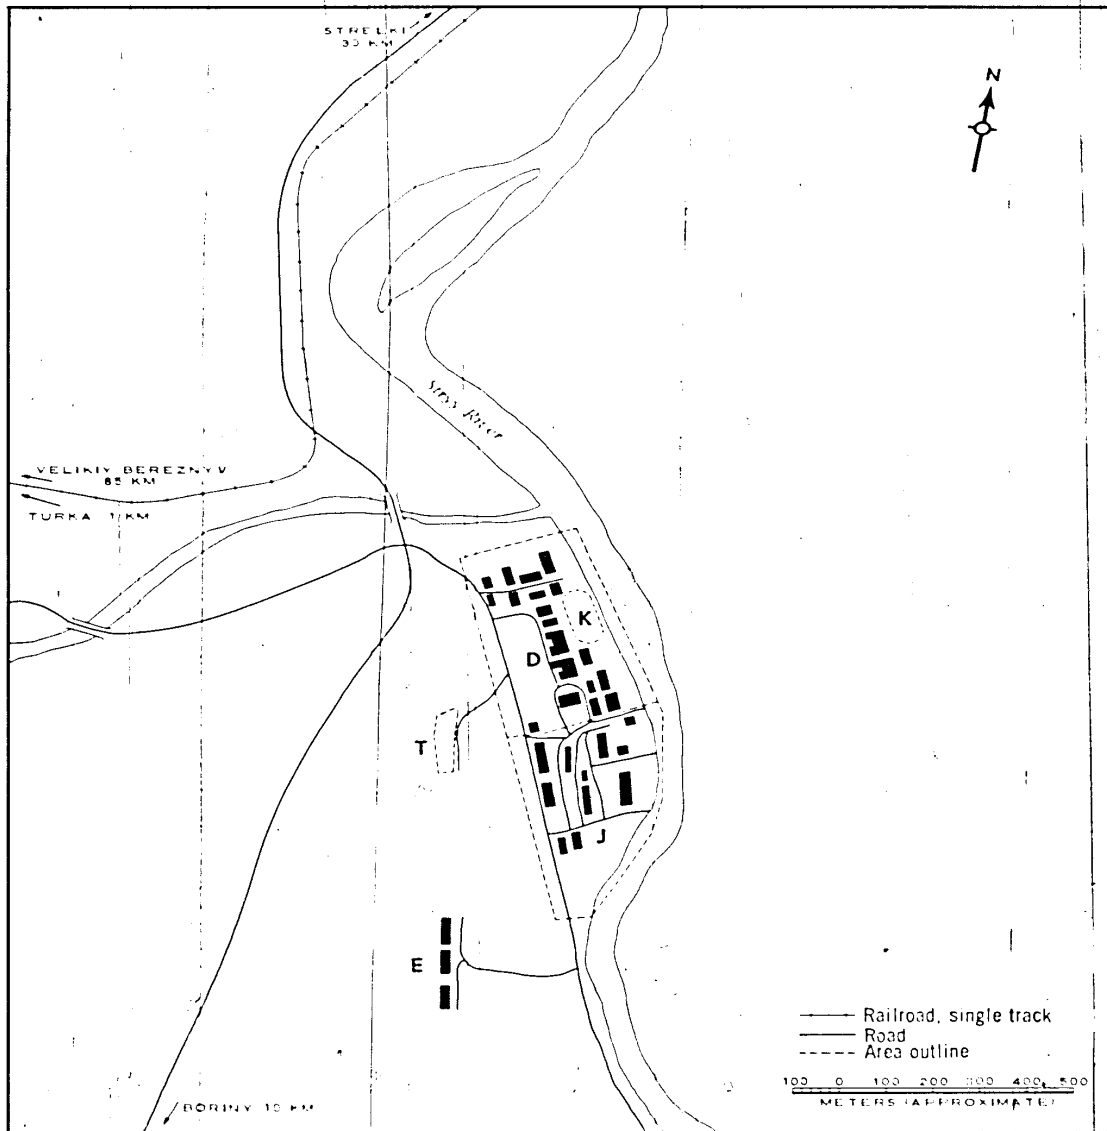 STRELKI
30 KM
N
Stryy River
VELIKIY BEREZNYY
85 KM
TURKA 1 KM
K
D
T
J
E
Railroad, single track
Road
Area outline
100 0 100 200 300 400 500
METERS (APPROXIMATE)
BORINY 10 KM